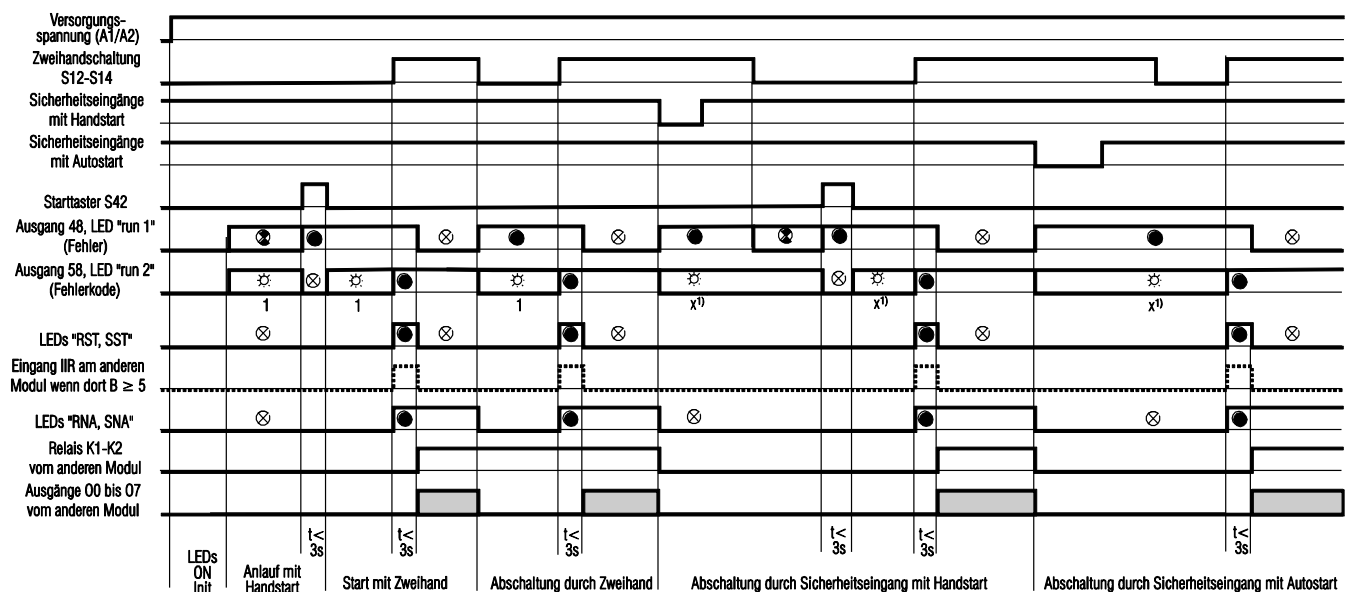 Versorgungs-
spannung (A1/A2)
Zweihandschaltung
S12-S14
Sicherheitseingänge
mit Handstart
Sicherheitseingänge
mit Autostart
Starttaster S42
Ausgang 48, LED "run 1"
(Fehler)
Ausgang 58, LED "run 2"
(Fehlerkode)
1
1
1
x¹⁾
x¹⁾
x¹⁾
LEDs "RST, SST"
Eingang IIR am anderen
Modul wenn dort B ≥ 5
LEDs "RNA, SNA"
Relais K1-K2
vom anderen Modul
Ausgänge O0 bis O7
vom anderen Modul
t<
3s
t<
3s
t<
3s
t<
3s
t<
3s
t<
3s
LEDs
ON
Init
Anlauf mit
Handstart
Start mit Zweihand
Abschaltung durch Zweihand
Abschaltung durch Sicherheitseingang mit Handstart
Abschaltung durch Sicherheitseingang mit Autostart